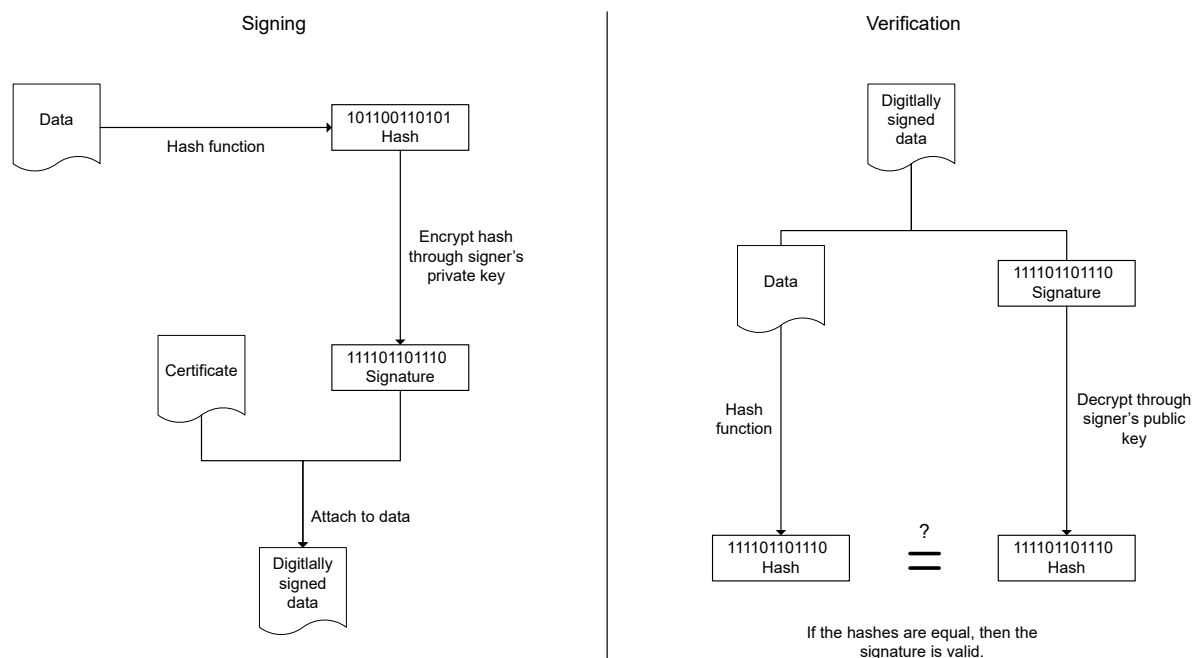 Signing
Data
Hash function
101100110101
Hash
Encrypt hash
through signer's
private key
Certificate
111101101110
Signature
Attach to data
Digitlally
signed
data
Verification
Digitlally
signed
data
Data
111101101110
Signature
Hash
function
Decrypt through
signer's public
key
111101101110
Hash
?
=
111101101110
Hash
If the hashes are equal, then the
signature is valid.